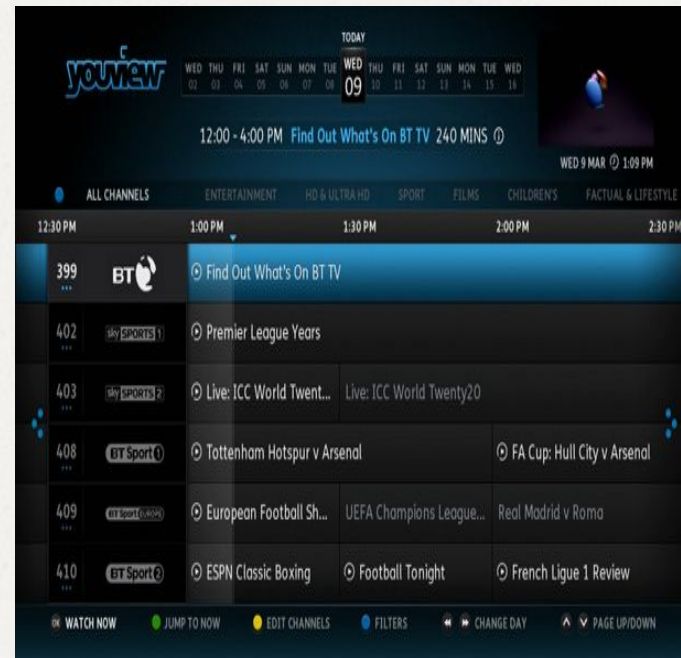 TODAY
youview
WED THU FRI SAT SUN MON TUE WED THU FRI SAT SUN MON TUE WED
02 03 04 05 06 07 08 09 10 11 12 13 14 15 16
12:00 - 4:00 PM Find Out What's On BT TV 240 MINS
WED 9 MAR 1:09 PM
ALL CHANNELS ENTERTAINMENT HD & ULTRA HD SPORT FILMS CHILDREN'S FACTUAL & LIFESTYLE
12:30 PM 1:00 PM 1:30 PM 2:00 PM 2:30 PM
399 BT Find Out What's On BT TV
402 sky SPORTS 1 Premier League Years
403 sky SPORTS 2 Live: ICC World Twent... Live: ICC World Twenty20
408 BT Sport 1 Tottenham Hotspur v Arsenal FA Cup: Hull City v Arsenal
409 BT Sport EUROPE European Football Sh... UEFA Champions League... Real Madrid v Roma
410 BT Sport 2 ESPN Classic Boxing Football Tonight French Ligue 1 Review
OK WATCH NOW JUMP TO NOW EDIT CHANNELS FILTERS CHANGE DAY PAGE UP/DOWN